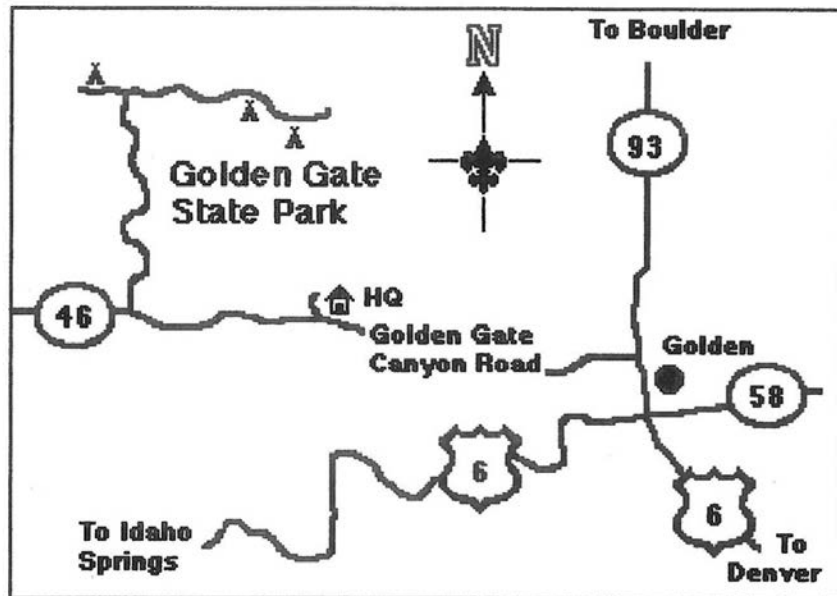 N
To Boulder
93
Golden Gate
State Park
HQ
46
Golden Gate
Canyon Road
Golden
58
6
6
To Idaho
Springs
To
Denver